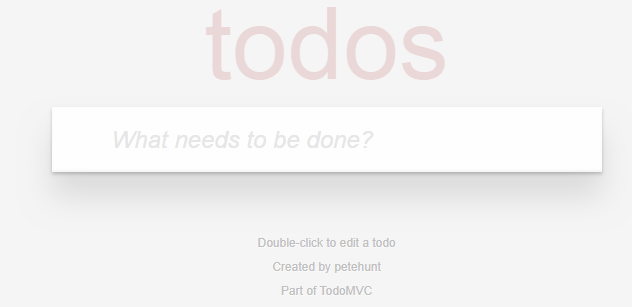 todos
What needs to be done?
Double-click to edit a todo
Created by petehunt
Part of TodoMVC